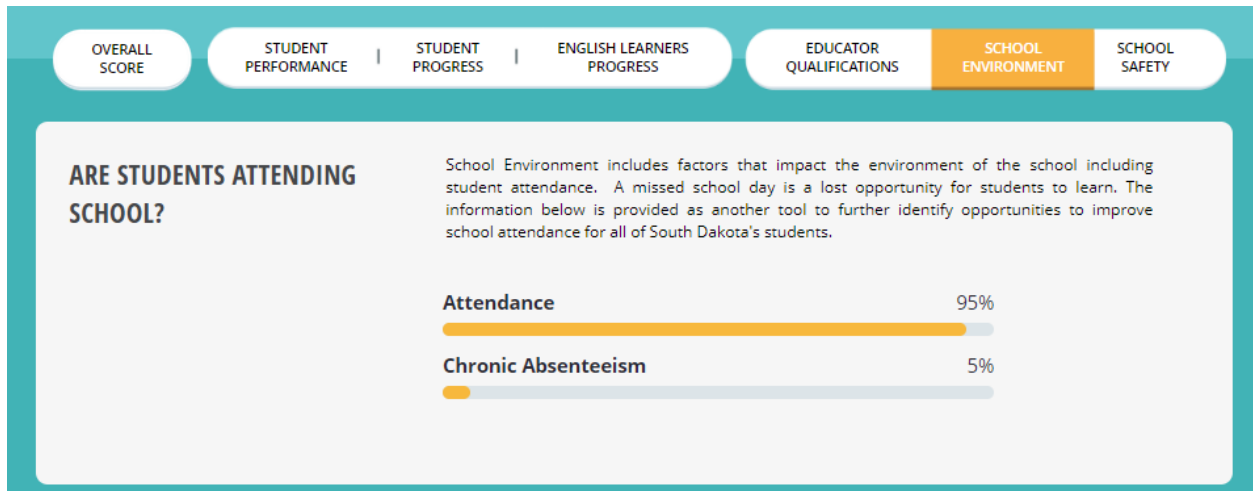 OVERALL
SCORE
STUDENT
PERFORMANCE
STUDENT
PROGRESS
ENGLISH LEARNERS
PROGRESS
EDUCATOR
QUALIFICATIONS
SCHOOL
ENVIRONMENT
SCHOOL
SAFETY
ARE STUDENTS ATTENDING
SCHOOL?
School Environment includes factors that impact the environment of the school including
student attendance. A missed school day is a lost opportunity for students to learn. The
information below is provided as another tool to further identify opportunities to improve
school attendance for all of South Dakota's students.
Attendance 95%
Chronic Absenteeism 5%